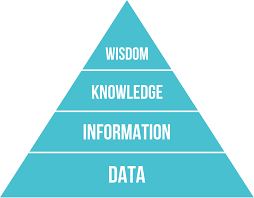 WISDOM
KNOWLEDGE
INFORMATION
DATA